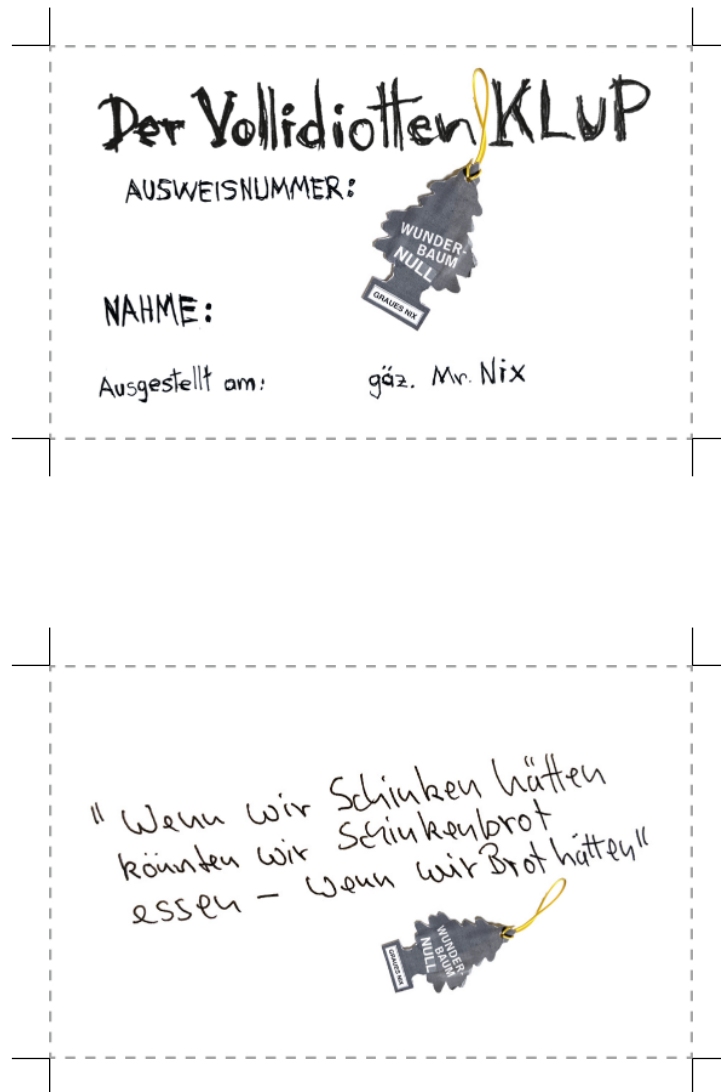 Der Vollidiotten KLUP
AUSWEISNUMMER:
WUNDER-
BAUM
NULL
GRAUES NIX
NAHME:
Ausgestellt am: gäz. Mr. Nix
"Wenn wir Schinken hätten
könnten wir Schinkenbrot
essen – wenn wir Brot hätten"
WUNDER-
BAUM
NULL
GRAUES NIX